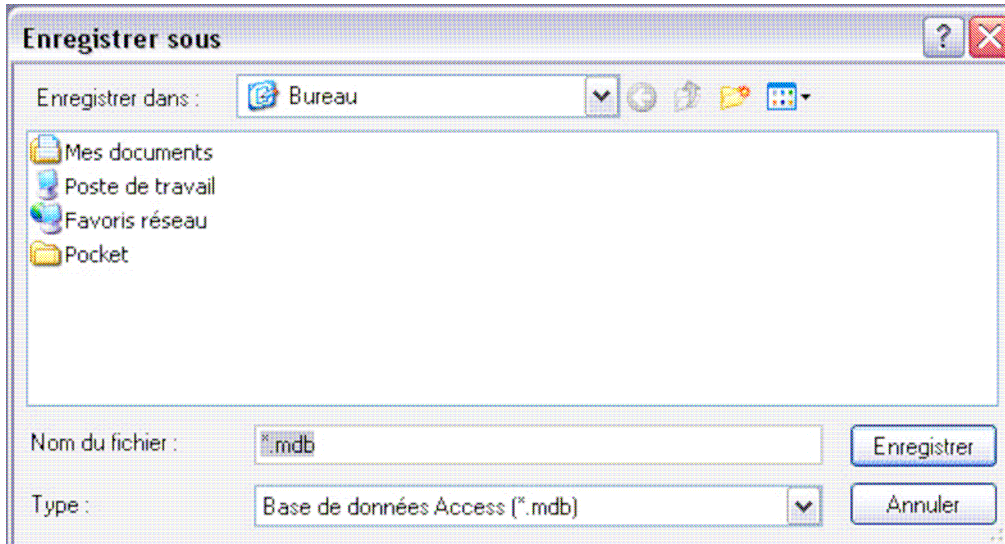 Enregistrer sous
Enregistrer dans : Bureau
Mes documents
Poste de travail
Favoris réseau
Pocket
Nom du fichier : *.mdb Enregistrer
Type : Base de données Access (*.mdb) Annuler